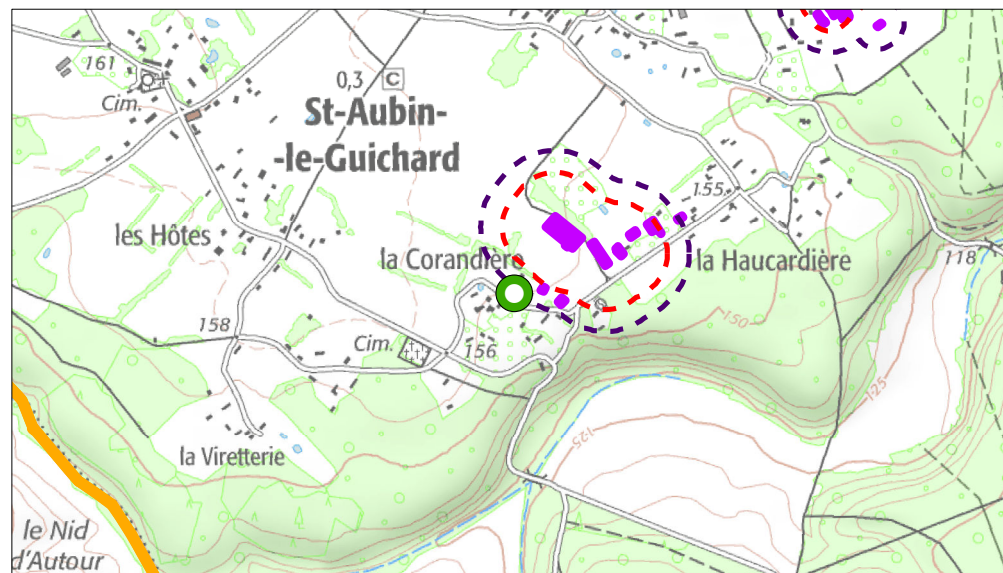 161
Cim.
0,3 C
St-Aubin-
-le-Guichard
155
les Hôtes
la Corandière
la Haucardière
118
158
150
Cim.
156
125
125
la Viretterie
le Nid
d'Autour